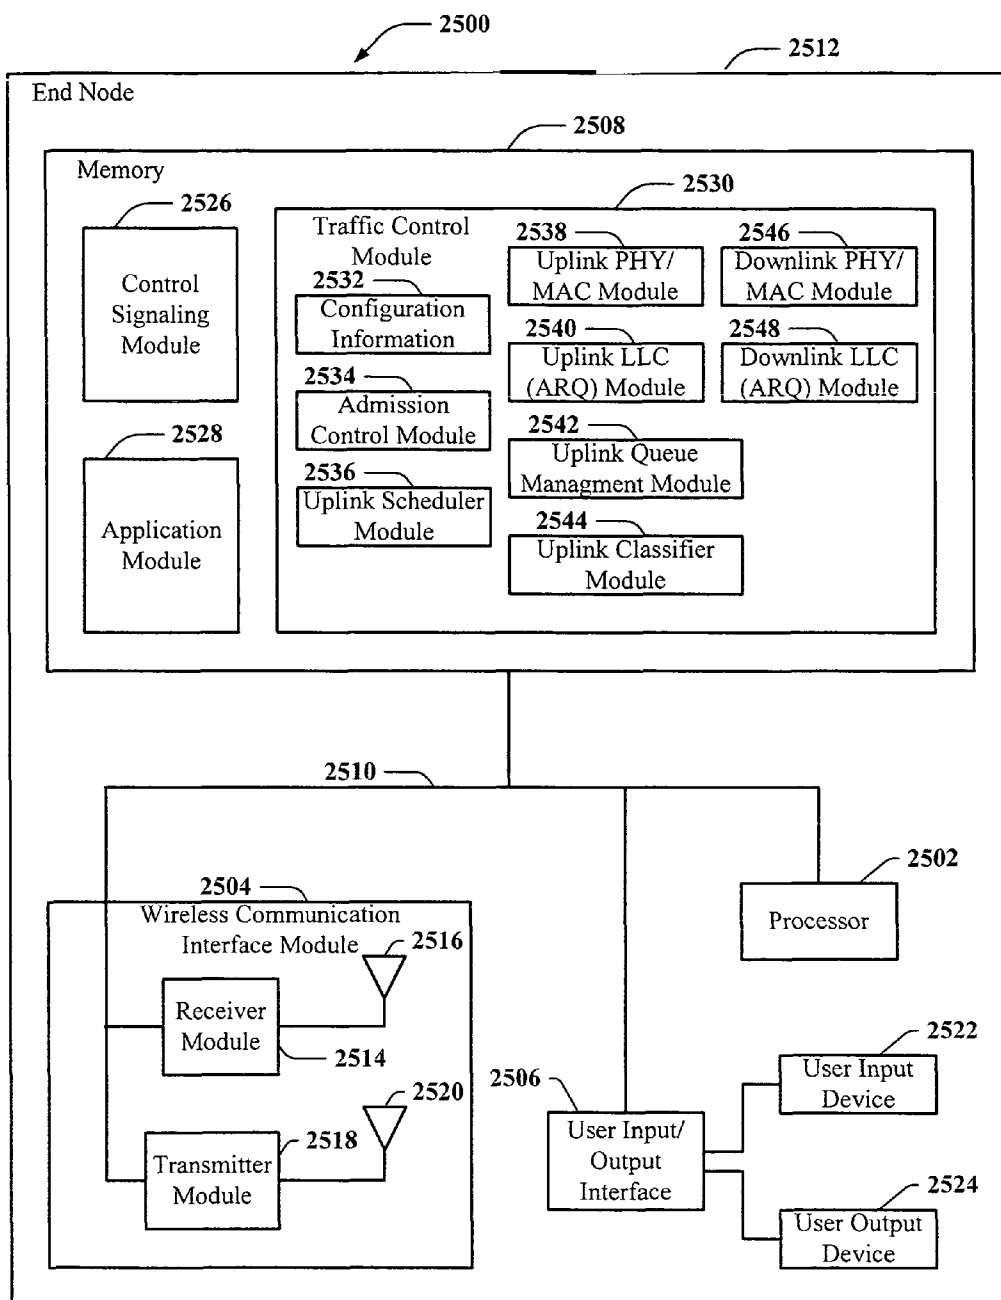 2500
2512
End Node
2508
Memory
2526
Control
Signaling
Module
2528
Application
Module
2530
Traffic Control
Module
2532
Configuration
Information
2534
Admission
Control Module
2536
Uplink Scheduler
Module
2538
Uplink PHY/
MAC Module
2540
Uplink LLC
(ARQ) Module
2542
Uplink Queue
Managment Module
2544
Uplink Classifier
Module
2546
Downlink PHY/
MAC Module
2548
Downlink LLC
(ARQ) Module
2510
2504
Wireless Communication
Interface Module
2516
Receiver
Module
2514
2520
Transmitter
Module
2518
2502
Processor
2506
User Input/
Output
Interface
2522
User Input
Device
2524
User Output
Device